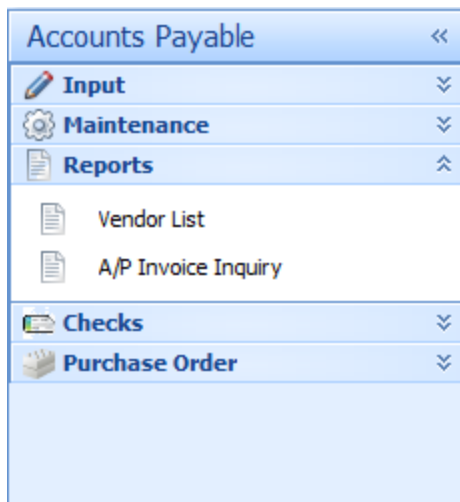 Accounts Payable
Input
Maintenance
Reports
Vendor List
A/P Invoice Inquiry
Checks
Purchase Order